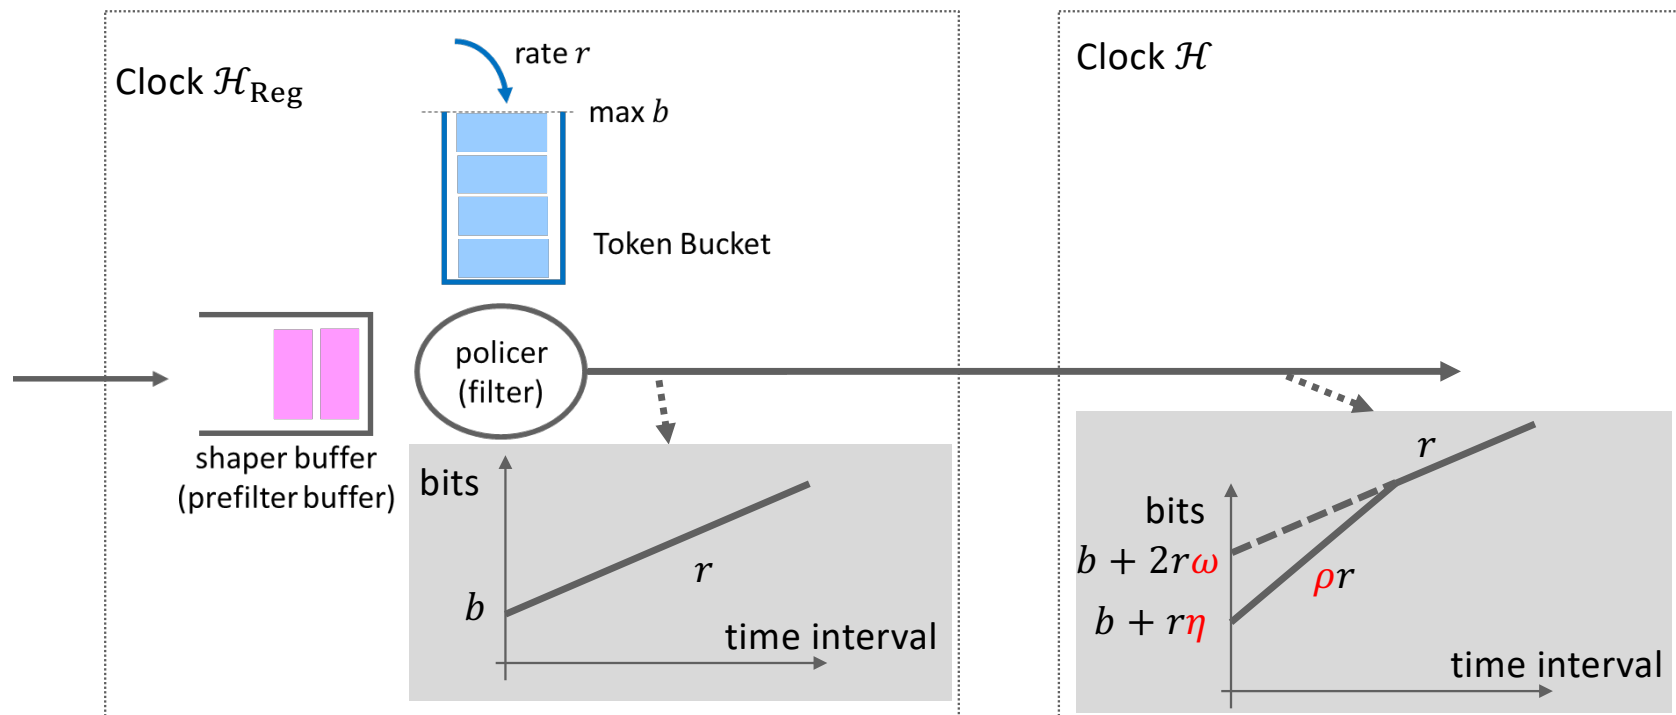 Clock ℋ_Reg
rate r
max b
Token Bucket
policer
(filter)
shaper buffer
(prefilter buffer)
bits
b
r
time interval
Clock ℋ
r
bits
b + 2rω
ρr
b + rη
time interval